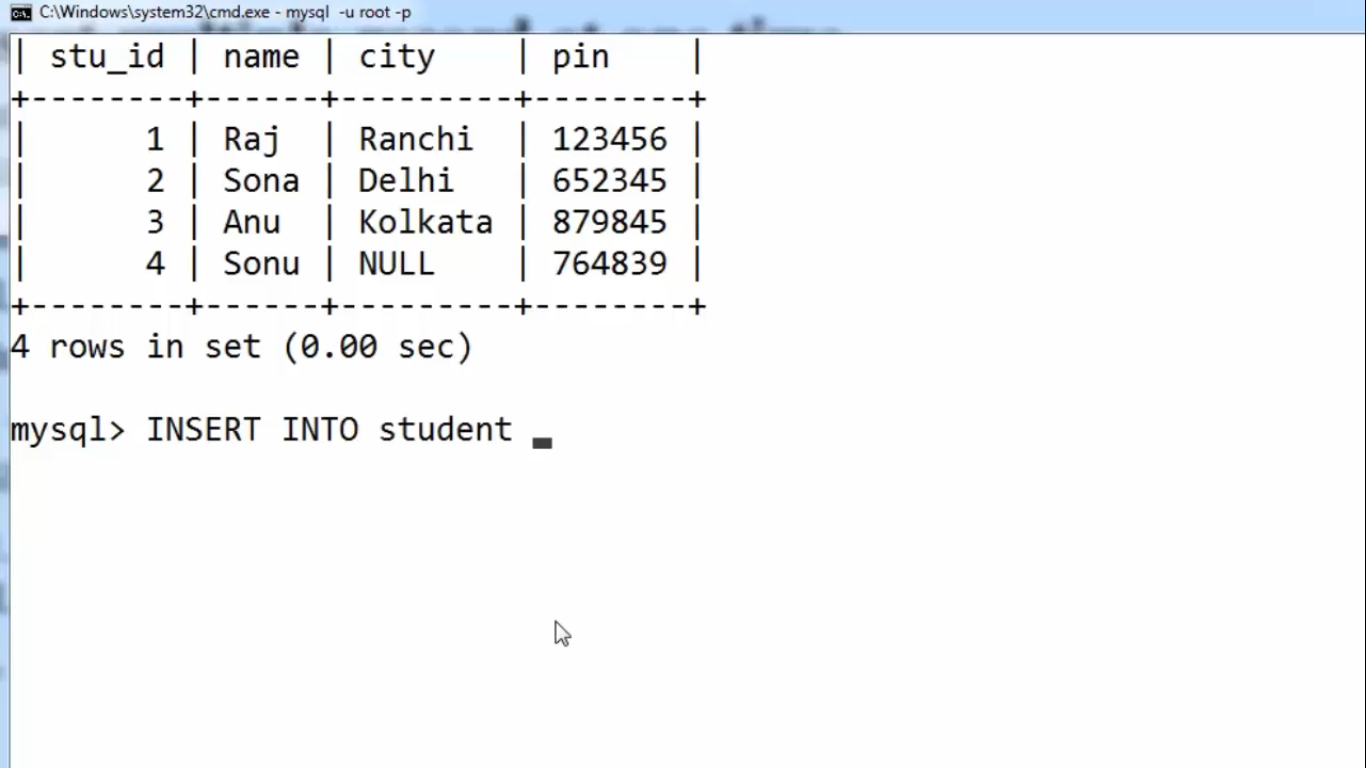 C:\Windows\system32\cmd.exe - mysql -u root -p
| stu_id | name | city    | pin    |
+--------+------+---------+--------+
|      1 | Raj  | Ranchi  | 123456 |
|      2 | Sona | Delhi   | 652345 |
|      3 | Anu  | Kolkata | 879845 |
|      4 | Sonu | NULL    | 764839 |
+--------+------+---------+--------+
4 rows in set (0.00 sec)
mysql> INSERT INTO student